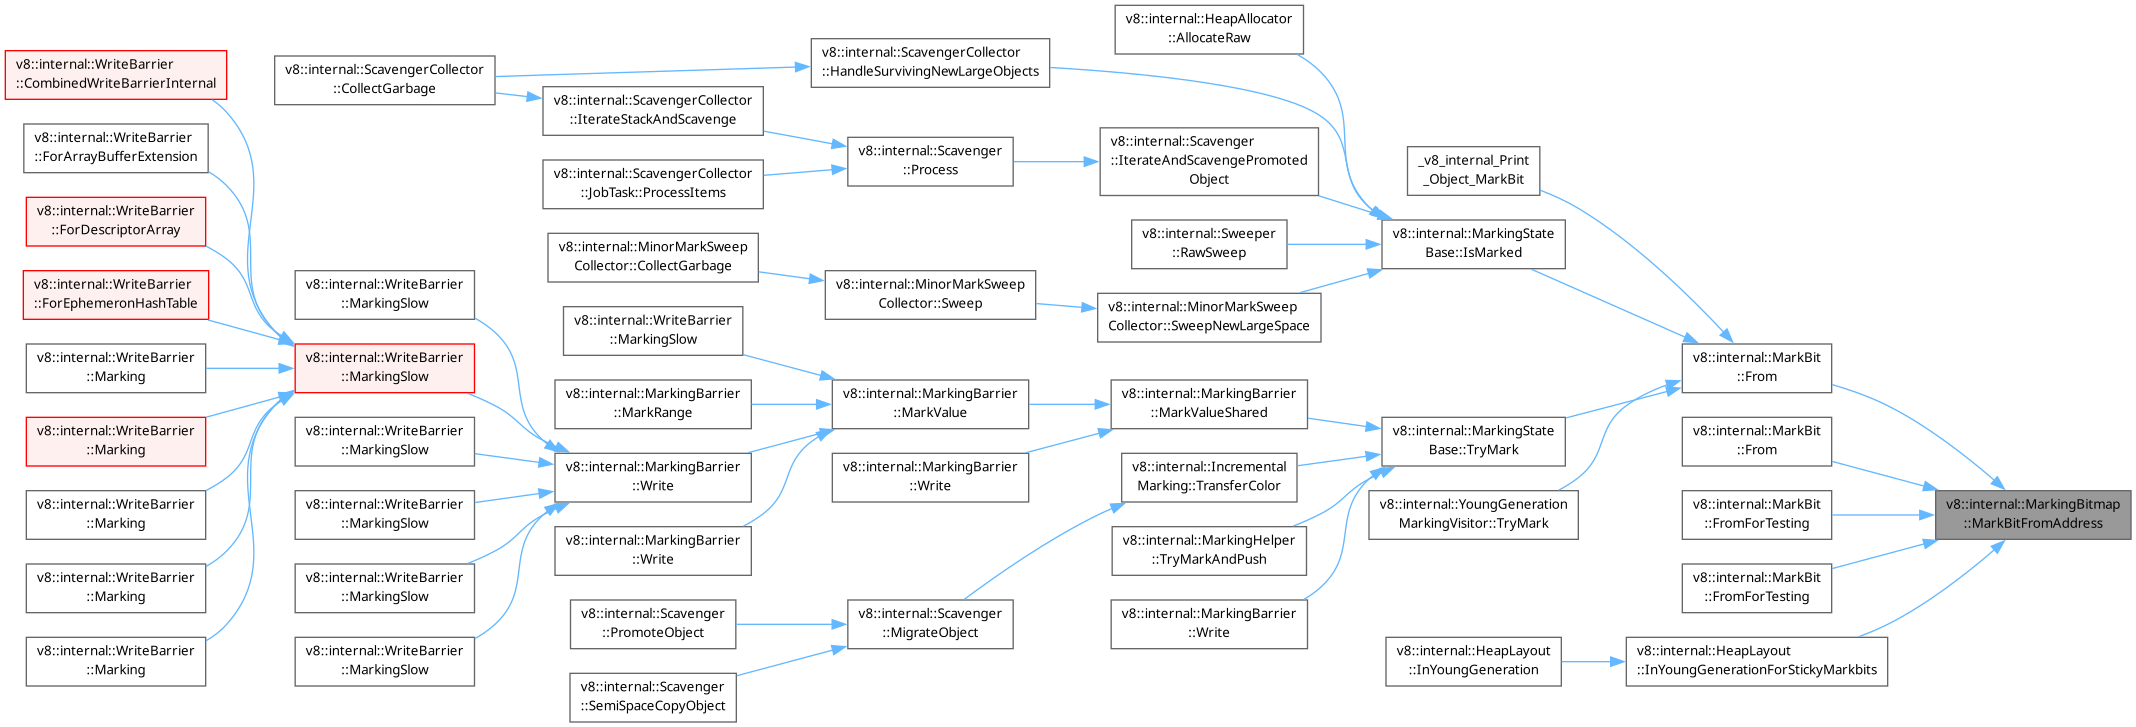 v8::internal::WriteBarrier
::CombinedWriteBarrierInternal
v8::internal::WriteBarrier
::ForArrayBufferExtension
v8::internal::WriteBarrier
::ForDescriptorArray
v8::internal::WriteBarrier
::ForEphemeronHashTable
v8::internal::WriteBarrier
::Marking
v8::internal::WriteBarrier
::Marking
v8::internal::WriteBarrier
::Marking
v8::internal::WriteBarrier
::Marking
v8::internal::WriteBarrier
::Marking
v8::internal::ScavengerCollector
::CollectGarbage
v8::internal::WriteBarrier
::MarkingSlow
v8::internal::WriteBarrier
::MarkingSlow
v8::internal::WriteBarrier
::MarkingSlow
v8::internal::WriteBarrier
::MarkingSlow
v8::internal::WriteBarrier
::MarkingSlow
v8::internal::WriteBarrier
::MarkingSlow
v8::internal::ScavengerCollector
::IterateStackAndScavenge
v8::internal::ScavengerCollector
::JobTask::ProcessItems
v8::internal::MinorMarkSweep
Collector::CollectGarbage
v8::internal::WriteBarrier
::MarkingSlow
v8::internal::MarkingBarrier
::MarkRange
v8::internal::MarkingBarrier
::Write
v8::internal::MarkingBarrier
::Write
v8::internal::Scavenger
::PromoteObject
v8::internal::Scavenger
::SemiSpaceCopyObject
v8::internal::ScavengerCollector
::HandleSurvivingNewLargeObjects
v8::internal::Scavenger
::Process
v8::internal::MinorMarkSweep
Collector::Sweep
v8::internal::MarkingBarrier
::MarkValue
v8::internal::MarkingBarrier
::Write
v8::internal::Scavenger
::MigrateObject
v8::internal::HeapAllocator
::AllocateRaw
v8::internal::Scavenger
::IterateAndScavengePromoted
Object
v8::internal::Sweeper
::RawSweep
v8::internal::MinorMarkSweep
Collector::SweepNewLargeSpace
v8::internal::MarkingBarrier
::MarkValueShared
v8::internal::Incremental
Marking::TransferColor
v8::internal::MarkingHelper
::TryMarkAndPush
v8::internal::MarkingBarrier
::Write
_v8_internal_Print
_Object_MarkBit
v8::internal::MarkingState
Base::IsMarked
v8::internal::MarkingState
Base::TryMark
v8::internal::YoungGeneration
MarkingVisitor::TryMark
v8::internal::HeapLayout
::InYoungGeneration
v8::internal::MarkBit
::From
v8::internal::MarkBit
::From
v8::internal::MarkBit
::FromForTesting
v8::internal::MarkBit
::FromForTesting
v8::internal::HeapLayout
::InYoungGenerationForStickyMarkbits
v8::internal::MarkingBitmap
::MarkBitFromAddress